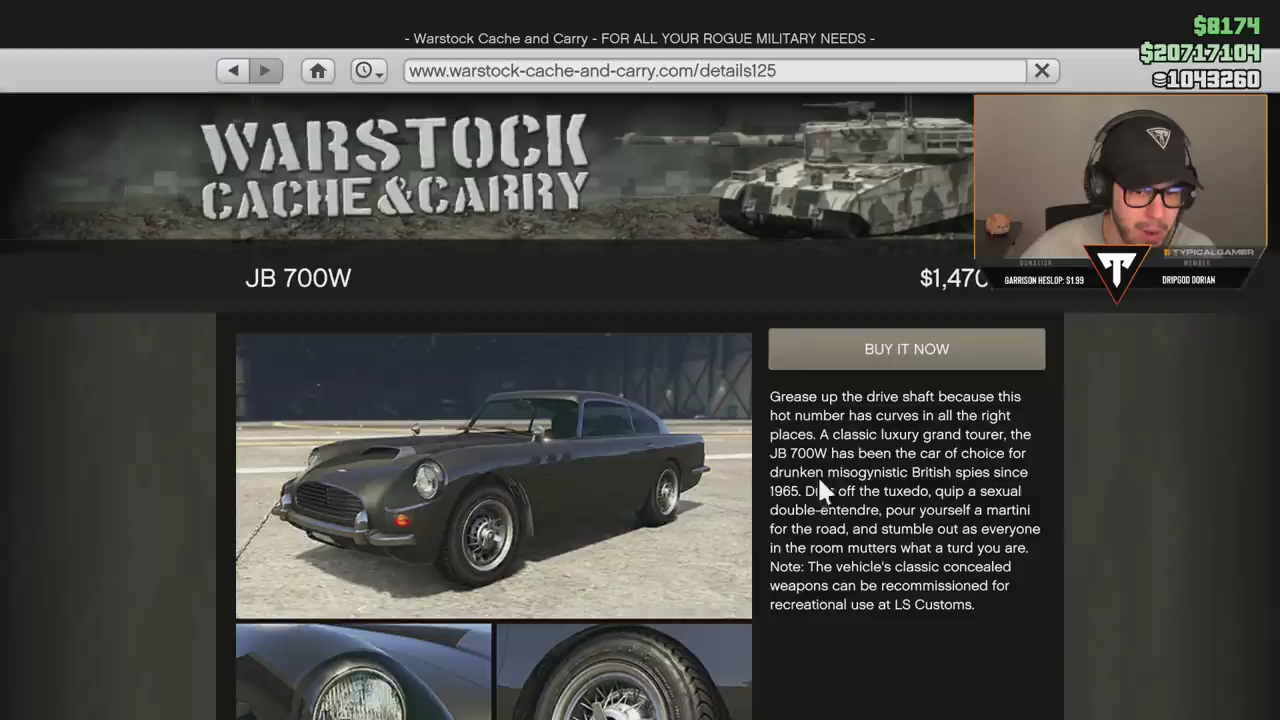 - Warstock Cache and Carry - FOR ALL YOUR ROGUE MILITARY NEEDS -
$8174
$20717104
1043260
www.warstock-cache-and-carry.com/details125
WARSTOCK
CACHE&CARRY
TYPICALGAMER
DONATION
MEMBER
GARRISON HESLOP: $1.99
DRIPGOD DORIAN
JB 700W
$1,470
BUY IT NOW
Grease up the drive shaft because this
hot number has curves in all the right
places. A classic luxury grand tourer, the
JB 700W has been the car of choice for
drunken misogynistic British spies since
1965. off the tuxedo, quip a sexual
double-entendre, pour yourself a martini
for the road, and stumble out as everyone
in the room mutters what a turd you are.
Note: The vehicle's classic concealed
weapons can be recommissioned for
recreational use at LS Customs.